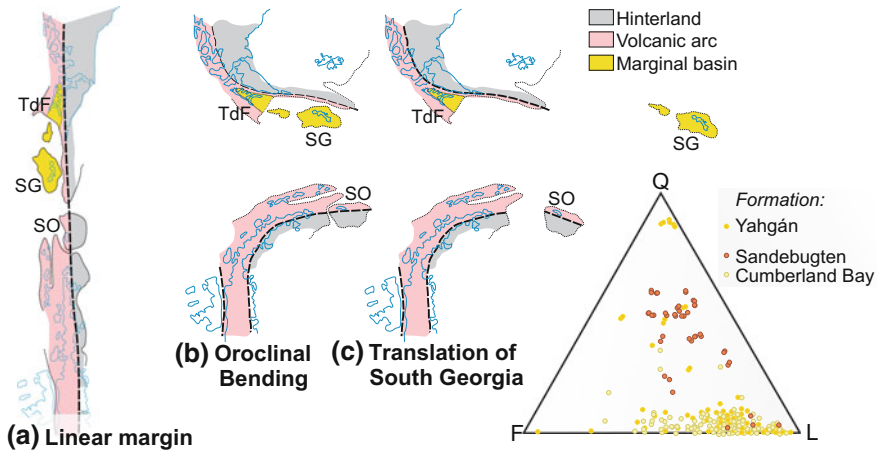 Hinterland
Volcanic arc
Marginal basin
TdF
SG
SO
(a) Linear margin
TdF
SG
SO
(b) Oroclinal
Bending
TdF
SG
SO
(c) Translation of
South Georgia
Q
F
L
Formation:
Yahgán
Sandebugten
Cumberland Bay